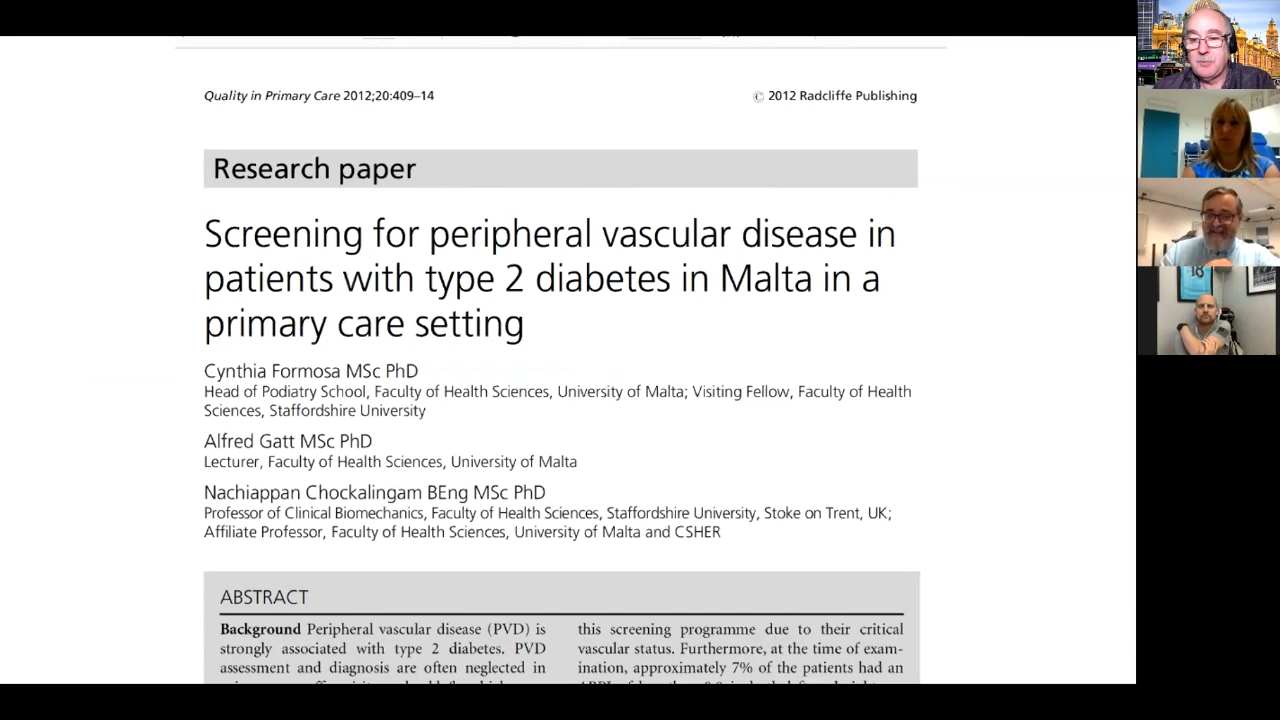 Quality in Primary Care 2012;20:409–14
© 2012 Radcliffe Publishing
Research paper
Screening for peripheral vascular disease in
patients with type 2 diabetes in Malta in a
primary care setting
Cynthia Formosa MSc PhD
Head of Podiatry School, Faculty of Health Sciences, University of Malta; Visiting Fellow, Faculty of Health
Sciences, Staffordshire University
Alfred Gatt MSc PhD
Lecturer, Faculty of Health Sciences, University of Malta
Nachiappan Chockalingam BEng MSc PhD
Professor of Clinical Biomechanics, Faculty of Health Sciences, Staffordshire University, Stoke on Trent, UK;
Affiliate Professor, Faculty of Health Sciences, University of Malta and CSHER
ABSTRACT
Background Peripheral vascular disease (PVD) is
strongly associated with type 2 diabetes. PVD
assessment and diagnosis are often neglected in
this screening programme due to their critical
vascular status. Furthermore, at the time of exam-
ination, approximately 7% of the patients had an
18